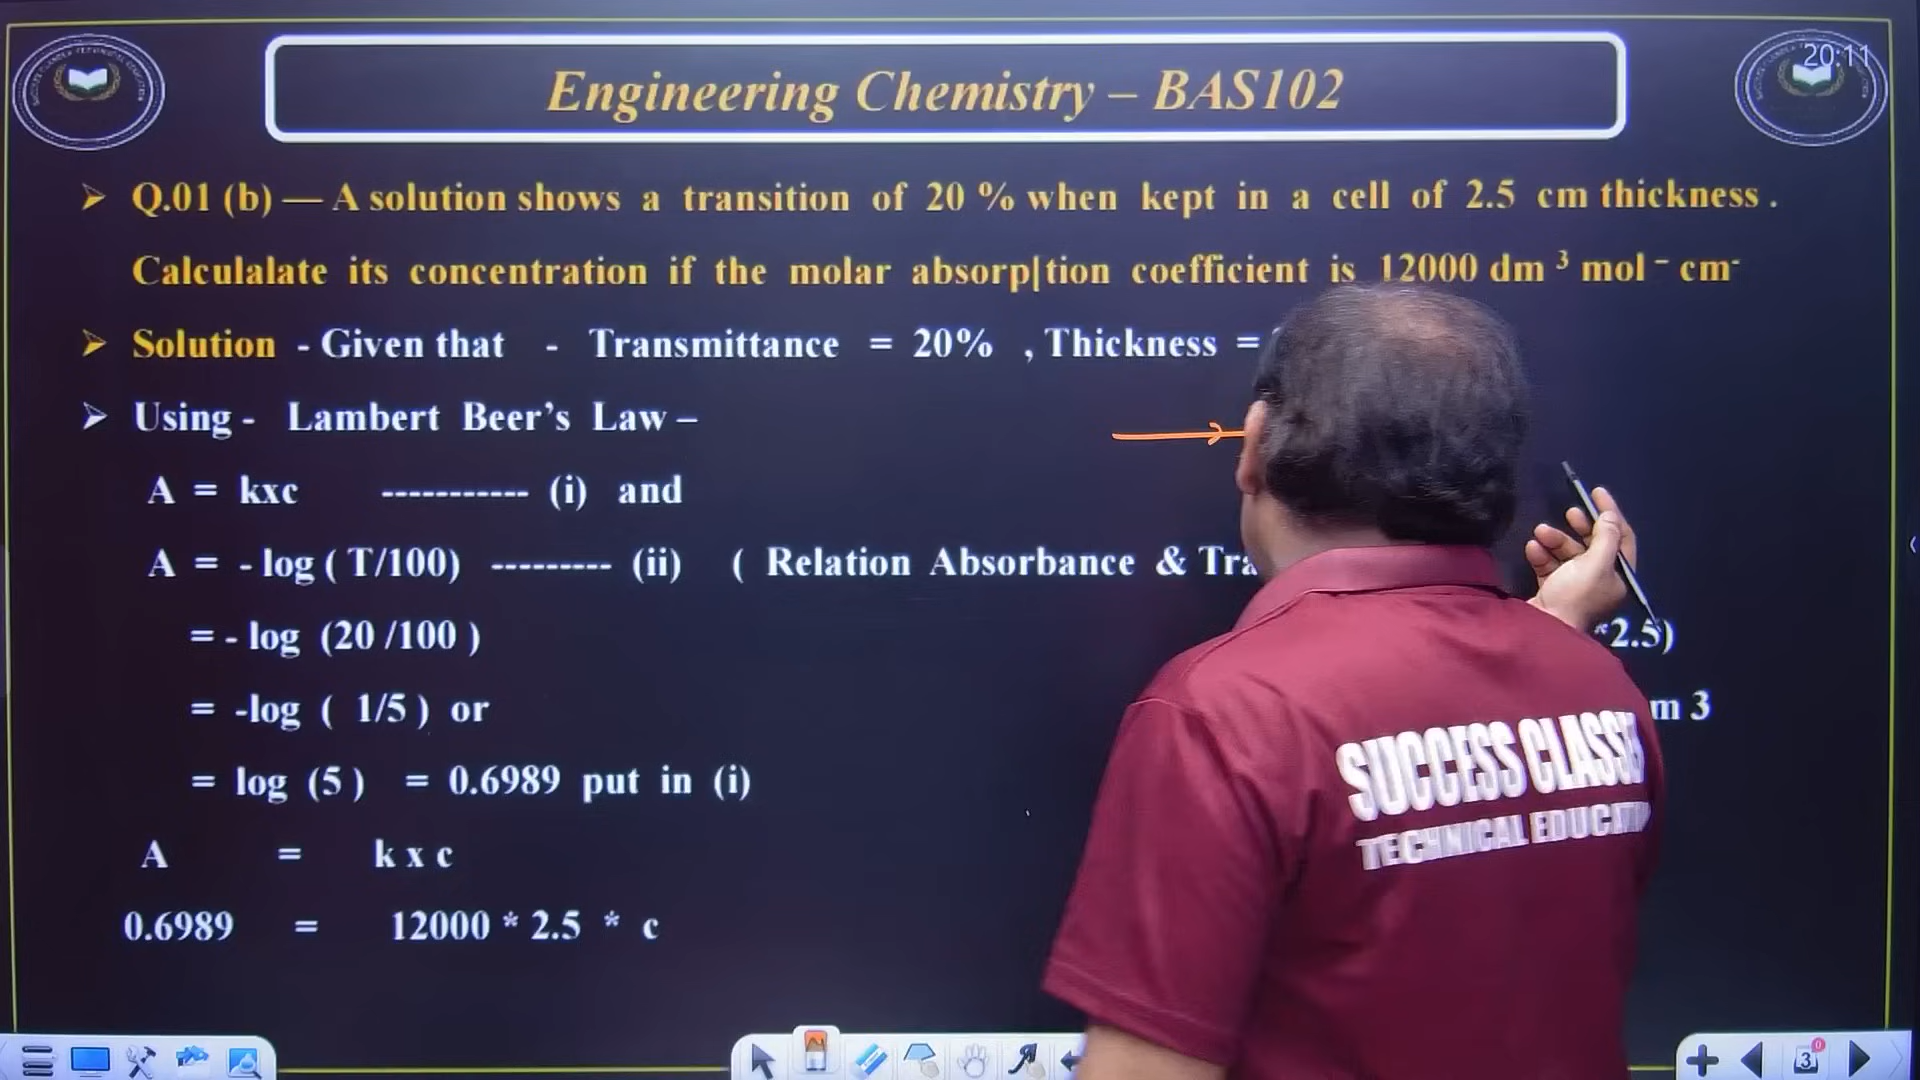 20:11
Engineering Chemistry – BAS102
➢ Q.01 (b) — A solution shows a transition of 20 % when kept in a cell of 2.5 cm thickness .
Calculalate its concentration if the molar absorp[tion coefficient is 12000 dm ³ mol ⁻ cm⁻
➢ Solution - Given that - Transmittance = 20% , Thickness =
➢ Using - Lambert Beer’s Law –
A = kxc ----------- (i) and
A = - log ( T/100) --------- (ii) ( Relation Absorbance & Tra
= - log (20 /100 )
*2.5)
= -log ( 1/5 ) or
m 3
= log (5 ) = 0.6989 put in (i)
A = k x c
0.6989 = 12000 * 2.5 * c
SUCCESS CLASSE
TECHNICAL EDUCATI
3
0